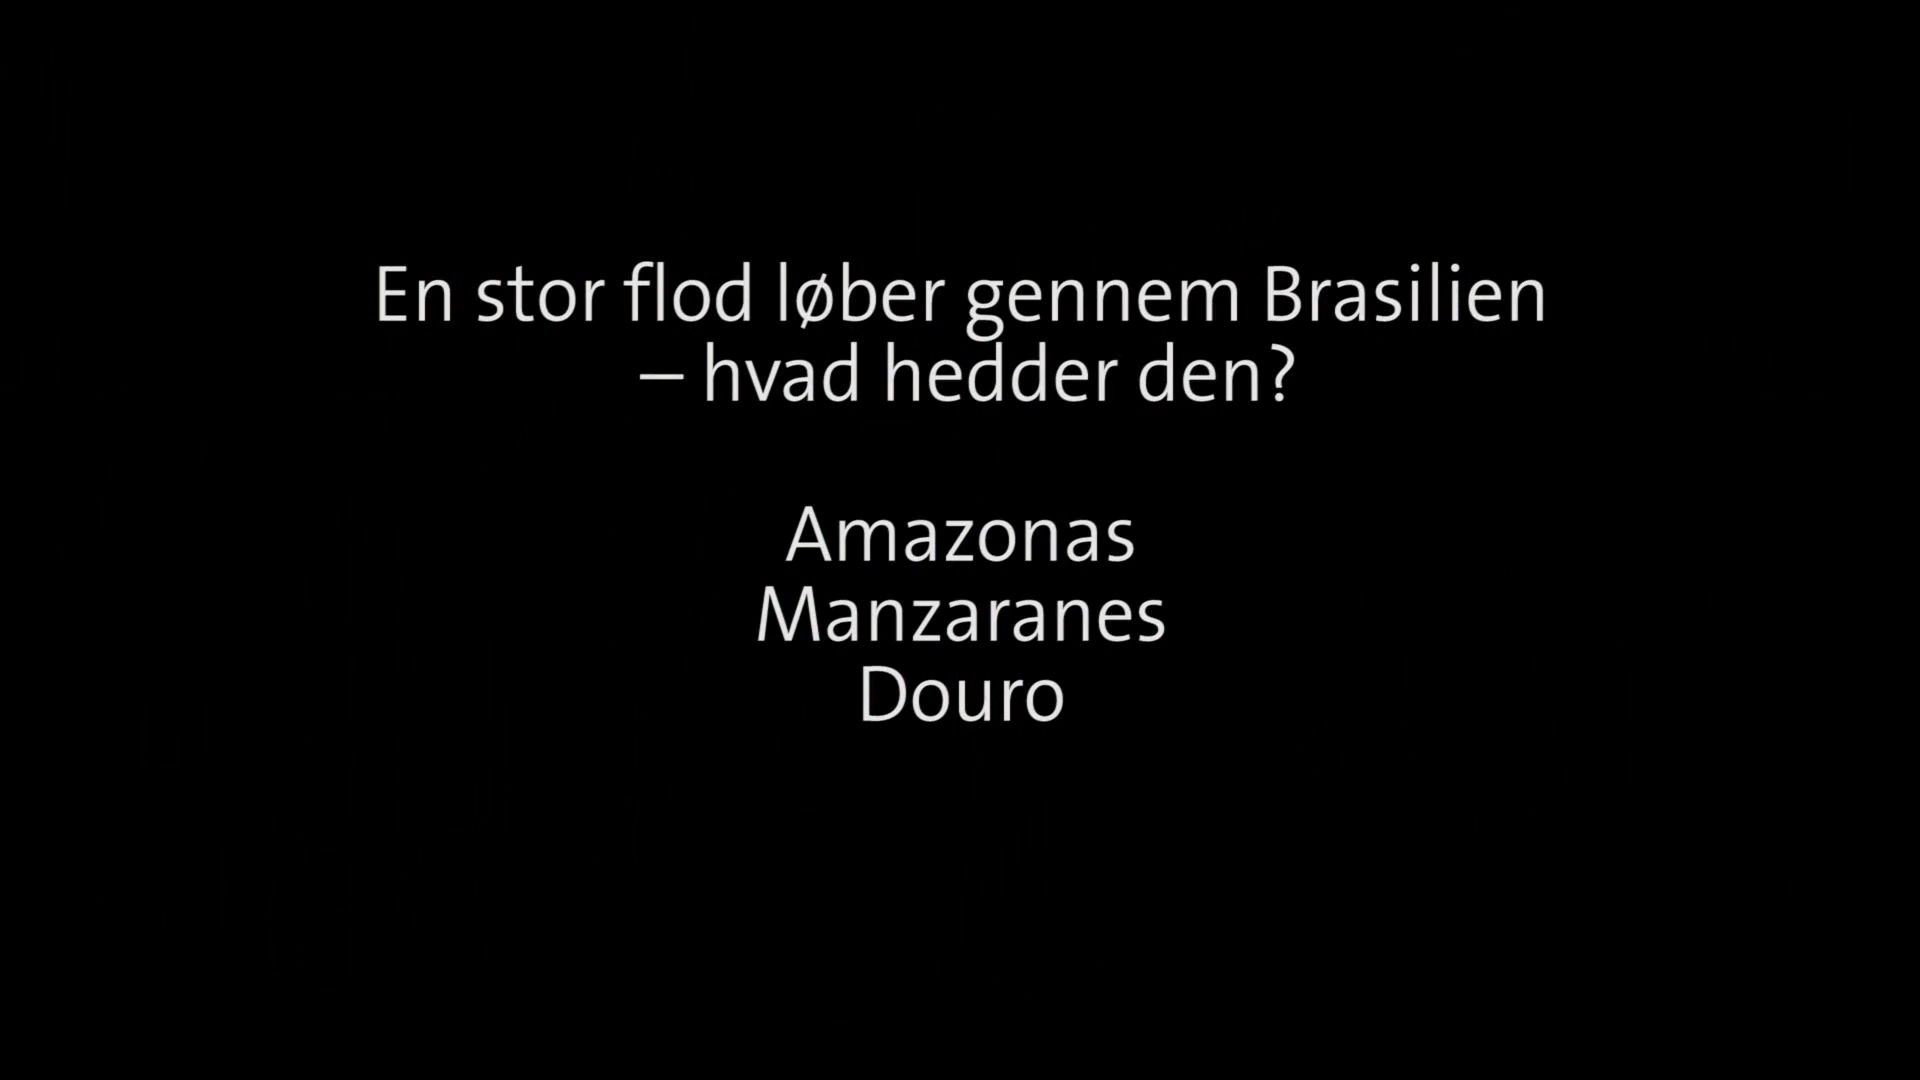 En stor flod løber gennem Brasilien
– hvad hedder den?
Amazonas
Manzaranes
Douro